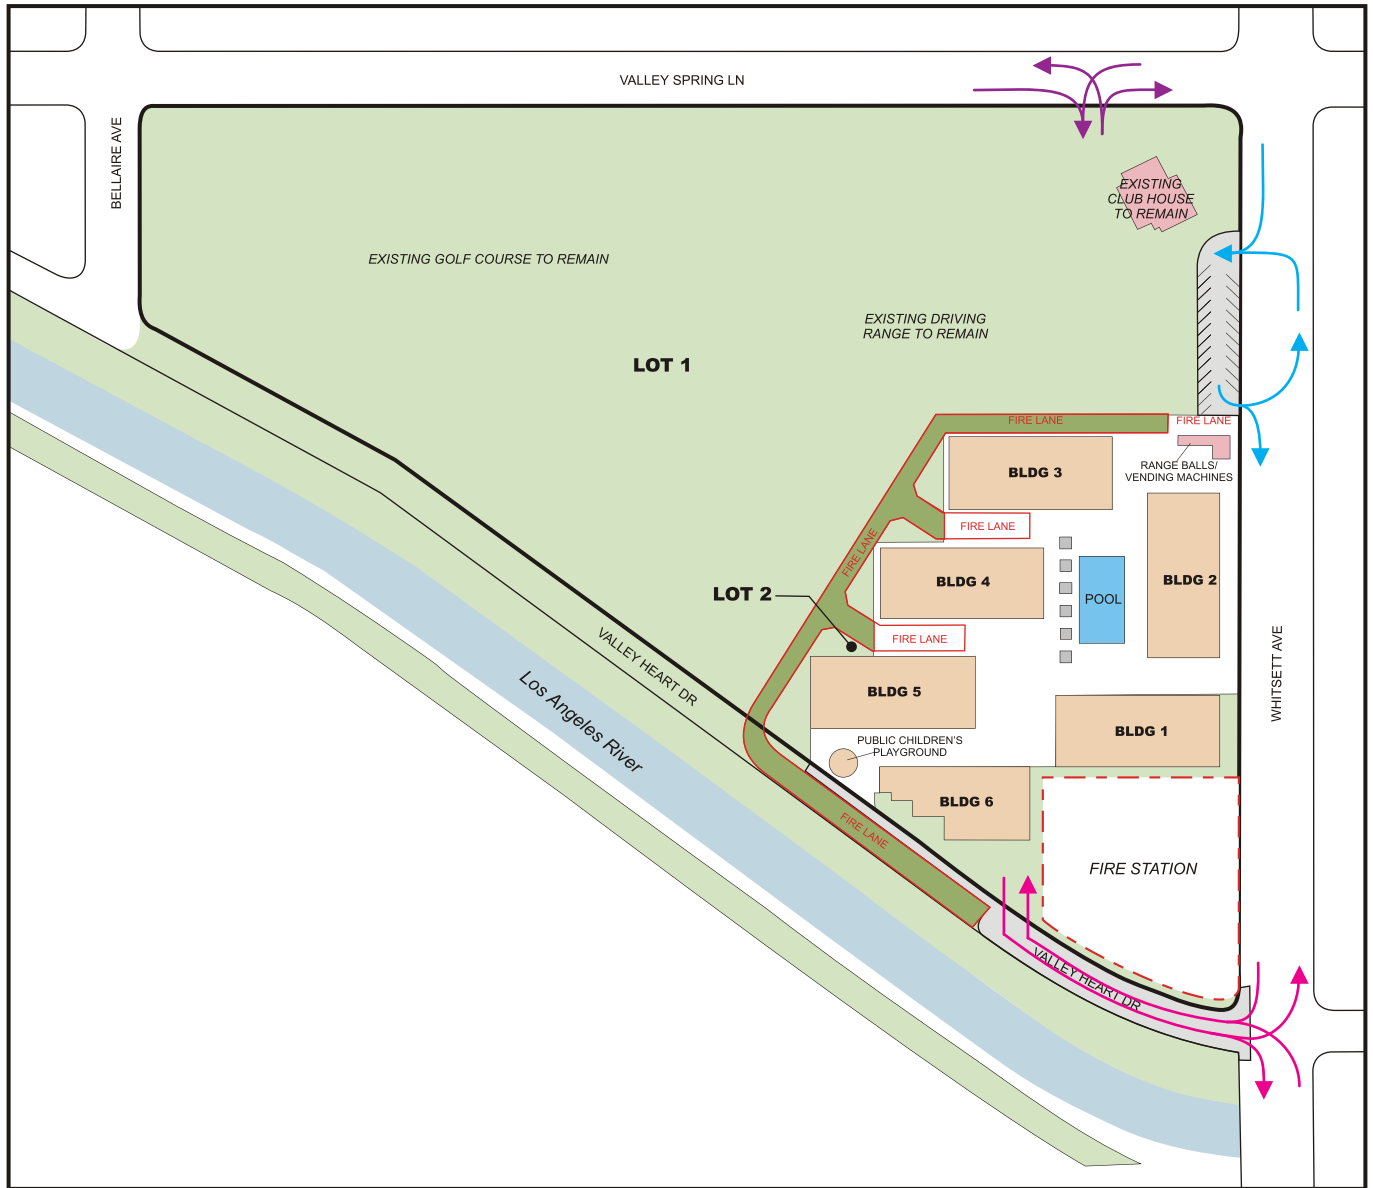 VALLEY SPRING LN
BELLAIRE AVE
EXISTING
CLUB HOUSE
TO REMAIN
EXISTING GOLF COURSE TO REMAIN
EXISTING DRIVING
RANGE TO REMAIN
LOT 1
FIRE LANE
FIRE LANE
RANGE BALLS/
VENDING MACHINES
BLDG 3
FIRE LANE
FIRE LANE
BLDG 4
BLDG 2
POOL
LOT 2
FIRE LANE
VALLEY HEART DR
WHITSETT AVE
Los Angeles River
BLDG 5
BLDG 1
PUBLIC CHILDREN'S
PLAYGROUND
BLDG 6
FIRE LANE
FIRE STATION
VALLEY HEART DR